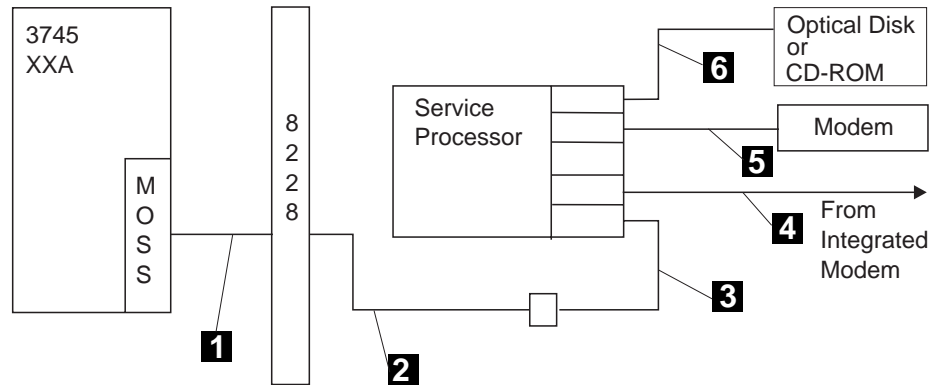 3745
XXA
M
O
S
S
1
8
2
2
8
2
3
Service
Processor
6
Optical Disk
or
CD-ROM
5
Modem
4
From
Integrated
Modem